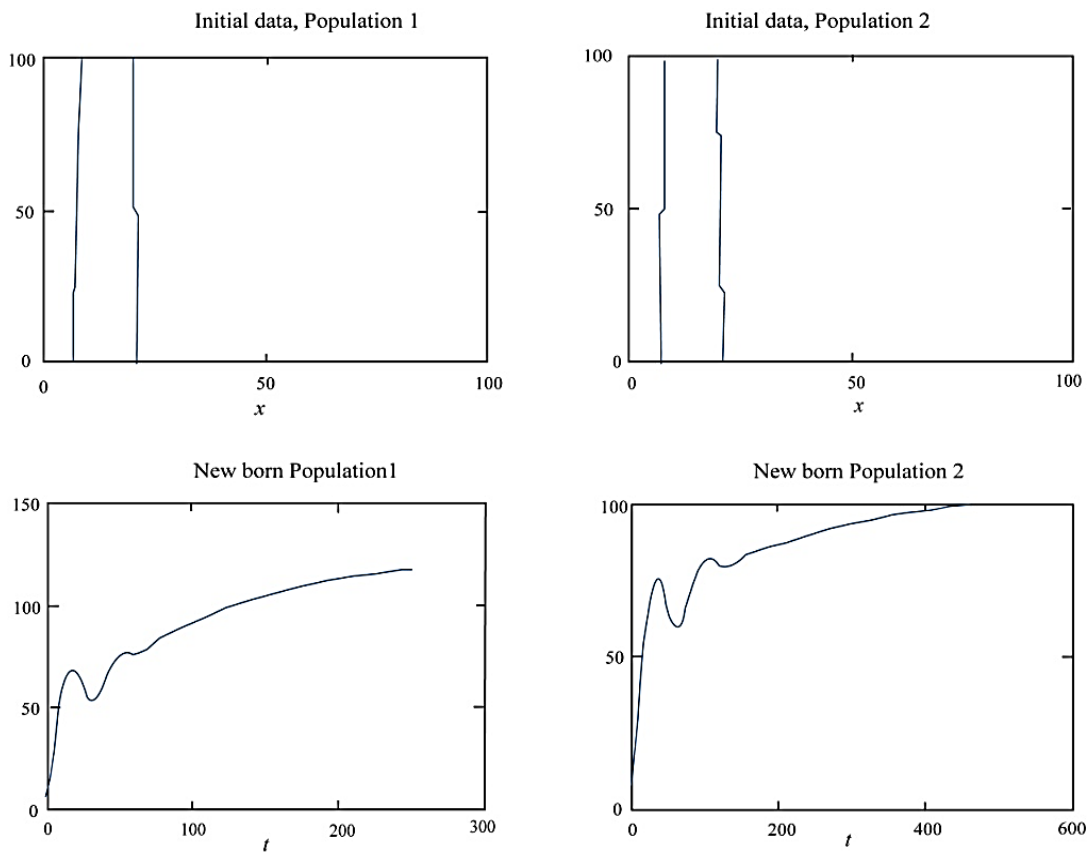 Initial data, Population 1
100
50
0
0 50 100
x
Initial data, Population 2
100
50
0
0 50 100
x
New born Population1
150
100
50
0
0 100 200 300
t
New born Population 2
100
50
0
0 200 400 600
t